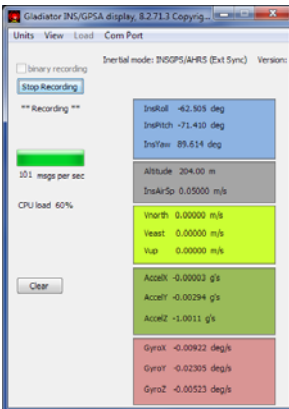 Gladiator INS/GPSA display, 8.2.71.3 Copyrig...
Units View Load Com Port
Inertial mode: INSGPS/AHRS (Ext Sync) Version:
binary recording
Stop Recording
** Recording **
101 msgs per sec
CPU load 60%
Clear
InsRoll -62.505 deg
InsPitch -71.410 deg
InsYaw 89.614 deg
Altitude 204.00 m
InsAirSp 0.05000 m/s
Vnorth 0.00000 m/s
Veast 0.00000 m/s
Vup 0.00000 m/s
AccelX -0.00003 g's
AccelY -0.00294 g's
AccelZ -1.0011 g's
GyroX -0.00922 deg/s
GyroY -0.02305 deg/s
GyroZ -0.00523 deg/s